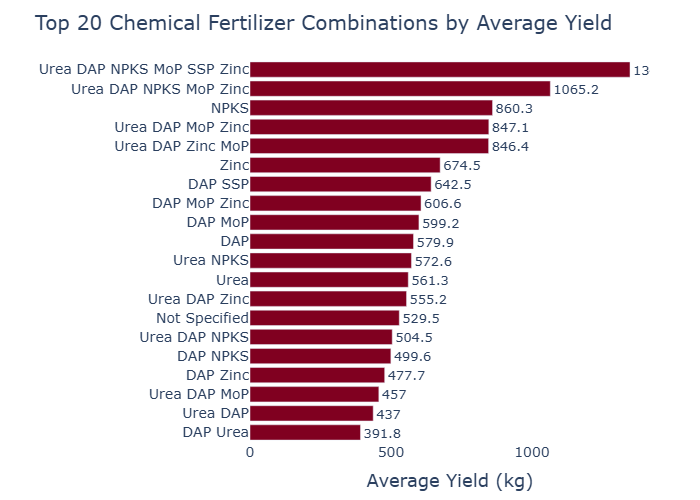 Top 20 Chemical Fertilizer Combinations by Average Yield
Urea DAP NPKS MoP SSP Zinc 13
Urea DAP NPKS MoP Zinc 1065.2
NPKS 860.3
Urea DAP MoP Zinc 847.1
Urea DAP Zinc MoP 846.4
Zinc 674.5
DAP SSP 642.5
DAP MoP Zinc 606.6
DAP MoP 599.2
DAP 579.9
Urea NPKS 572.6
Urea 561.3
Urea DAP Zinc 555.2
Not Specified 529.5
Urea DAP NPKS 504.5
DAP NPKS 499.6
DAP Zinc 477.7
Urea DAP MoP 457
Urea DAP 437
DAP Urea 391.8
0 500 1000
Average Yield (kg)